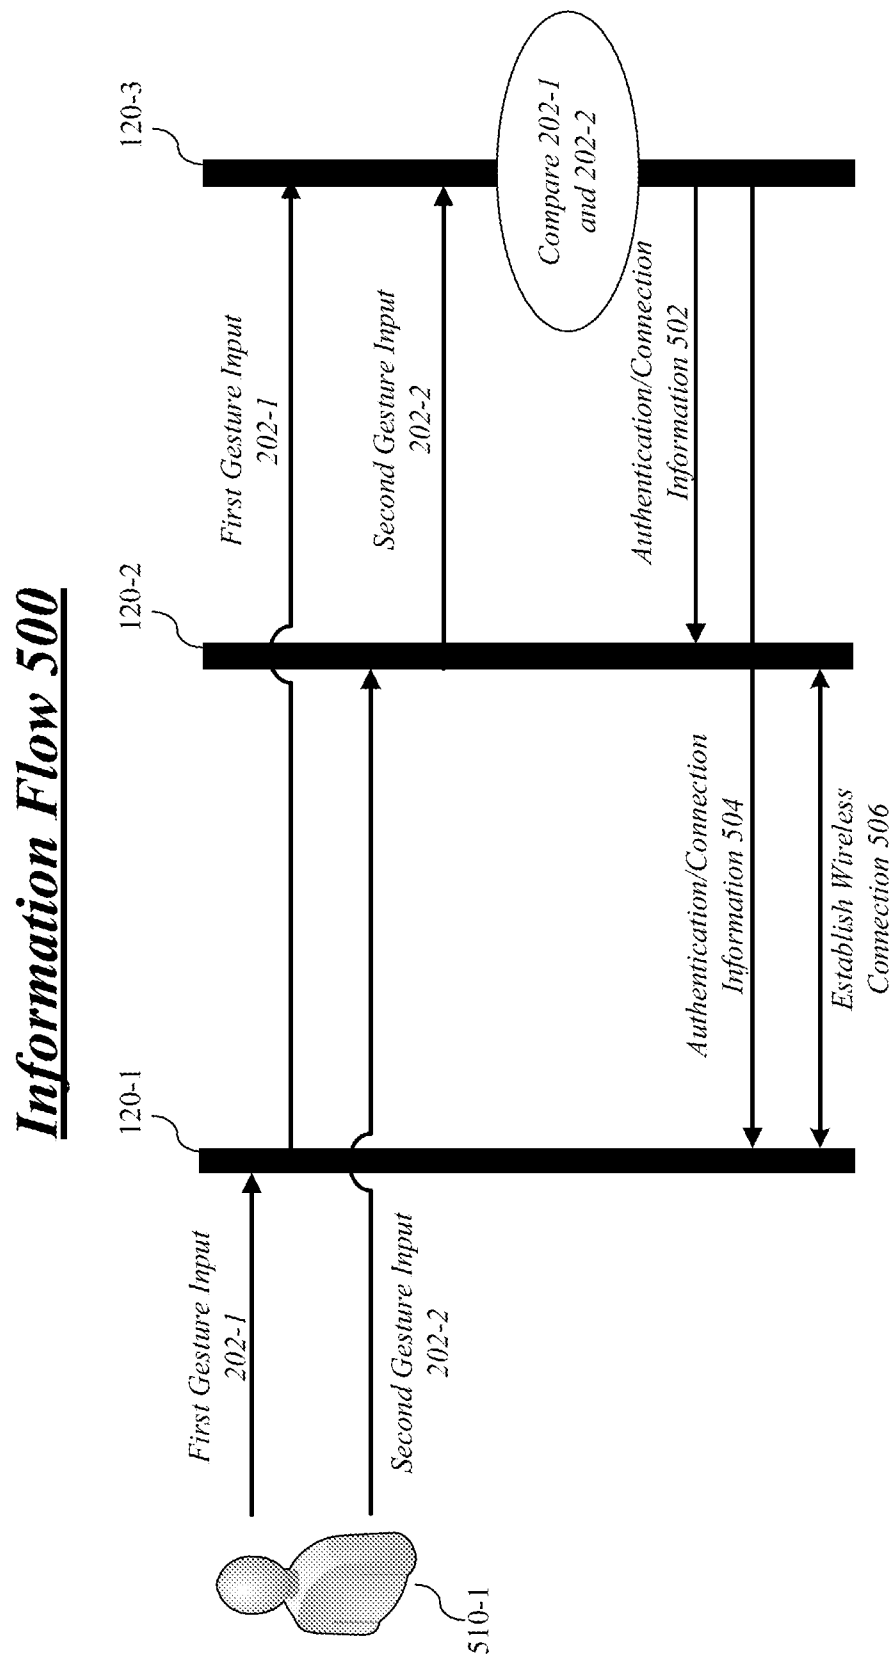 Information Flow 500
120-1
120-2
120-3
First Gesture Input
202-1
First Gesture Input
202-1
Second Gesture Input
202-2
Second Gesture Input
202-2
Compare 202-1
and 202-2
Authentication/Connection
Information 502
Authentication/Connection
Information 504
Establish Wireless
Connection 506
510-1